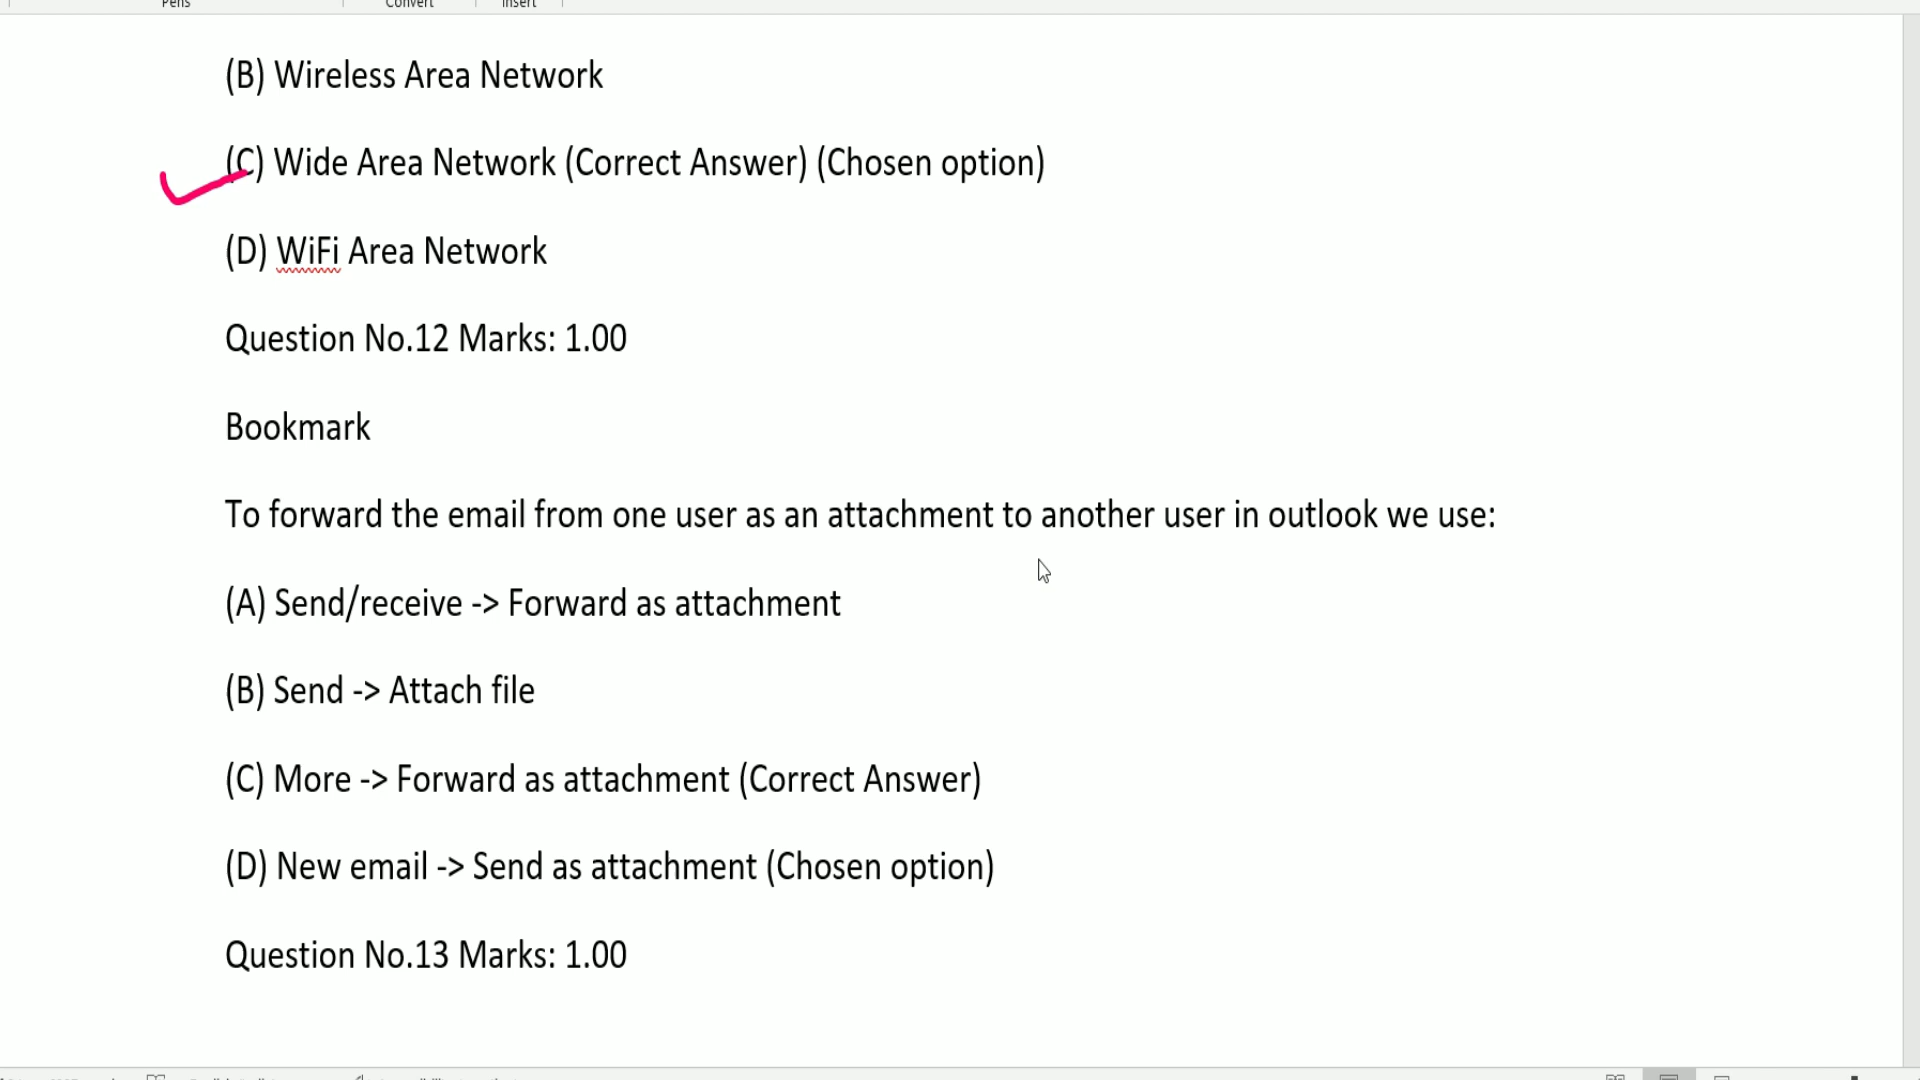 Pens Convert Insert
(B) Wireless Area Network
(C) Wide Area Network (Correct Answer) (Chosen option)
(D) WiFi Area Network
Question No.12 Marks: 1.00
Bookmark
To forward the email from one user as an attachment to another user in outlook we use:
(A) Send/receive -> Forward as attachment
(B) Send -> Attach file
(C) More -> Forward as attachment (Correct Answer)
(D) New email -> Send as attachment (Chosen option)
Question No.13 Marks: 1.00